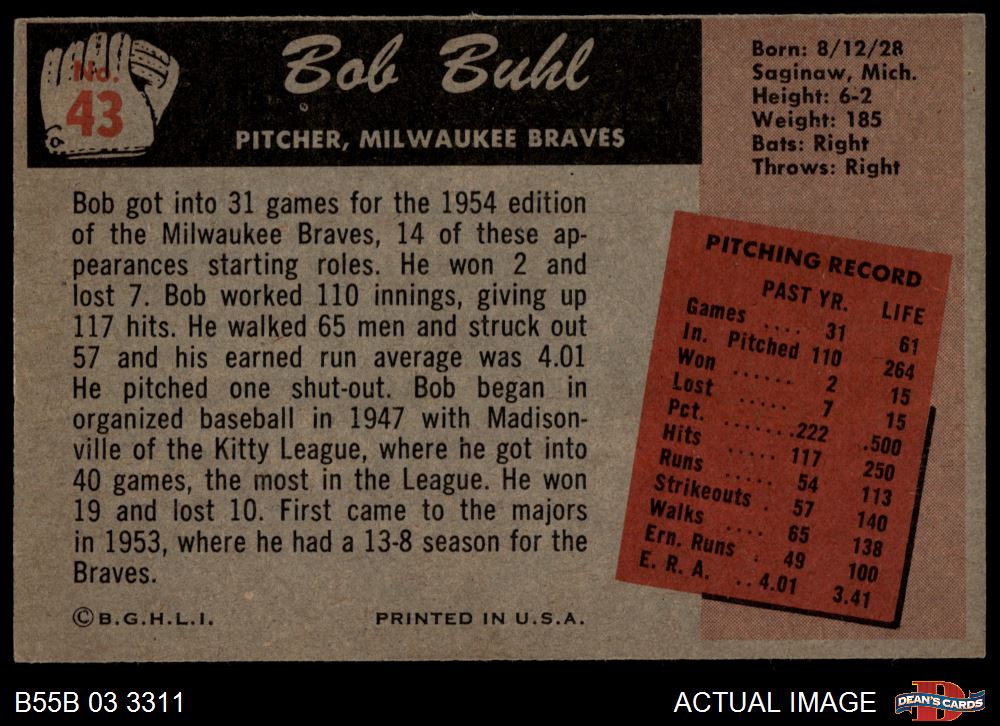 No.
43
Bob Buhl
PITCHER, MILWAUKEE BRAVES
Born: 8/12/28
Saginaw, Mich.
Height: 6-2
Weight: 185
Bats: Right
Throws: Right
Bob got into 31 games for the 1954 edition
of the Milwaukee Braves, 14 of these ap-
pearances starting roles. He won 2 and
lost 7. Bob worked 110 innings, giving up
117 hits. He walked 65 men and struck out
57 and his earned run average was 4.01
He pitched one shut-out. Bob began in
organized baseball in 1947 with Madison-
ville of the Kitty League, where he got into
40 games, the most in the League. He won
19 and lost 10. First came to the majors
in 1953, where he had a 13-8 season for the
Braves.
PITCHING RECORD
PAST YR. LIFE
Games .... 31 61
In. Pitched 110 264
Won ...... 2 15
Lost ..... 7 15
Pct. .......222 .500
Hits ..... 117 250
Runs .... 54 113
Strikeouts . 57 140
Walks .... 65 138
Ern. Runs . 49 100
E. R. A. .. 4.01 3.41
© B.G.H.L.I. PRINTED IN U.S.A.
B55B 03 3311 ACTUAL IMAGE D DEAN'S CARDS